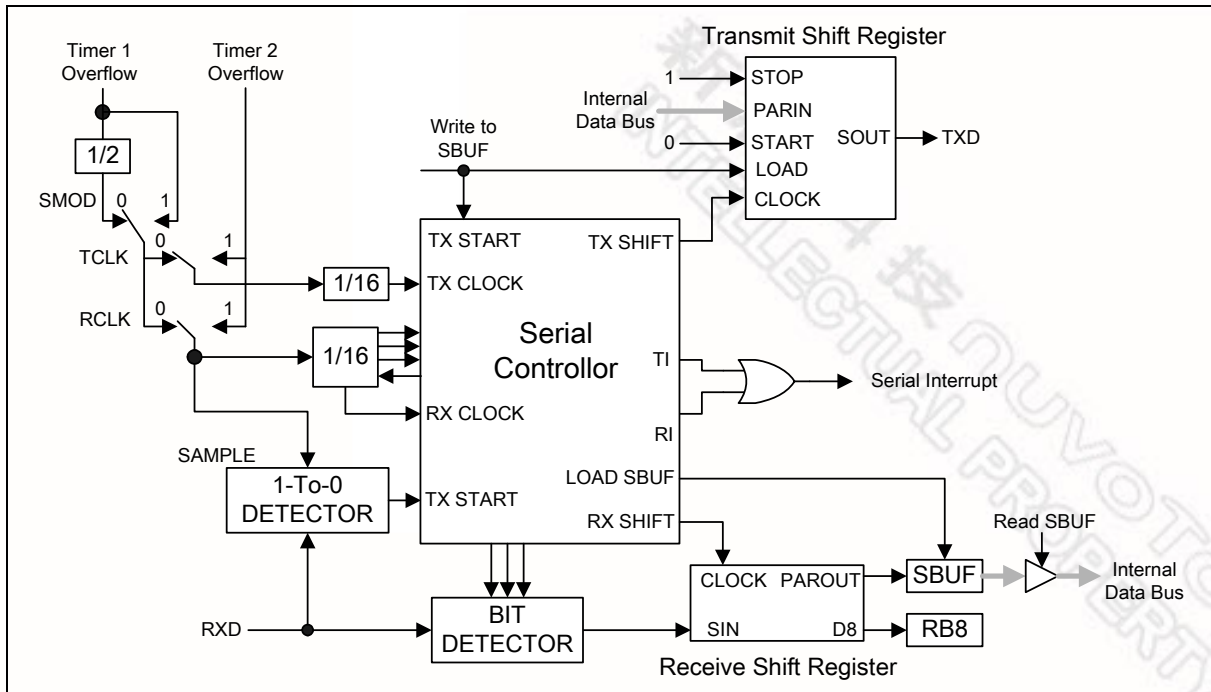 Timer 1
Overflow
Timer 2
Overflow
1/2
SMOD
0
1
TCLK
0
1
RCLK
0
1
1/16
1/16
SAMPLE
1-To-0
DETECTOR
RXD
BIT
DETECTOR
Write to
SBUF
TX START
TX CLOCK
RX CLOCK
TX START
Serial
Controllor
TX SHIFT
TI
RI
LOAD SBUF
RX SHIFT
Transmit Shift Register
1
Internal
Data Bus
0
STOP
PARIN
START
LOAD
CLOCK
SOUT
TXD
Serial Interrupt
CLOCK
PAROUT
SIN
D8
Receive Shift Register
SBUF
RB8
Read SBUF
Internal
Data Bus